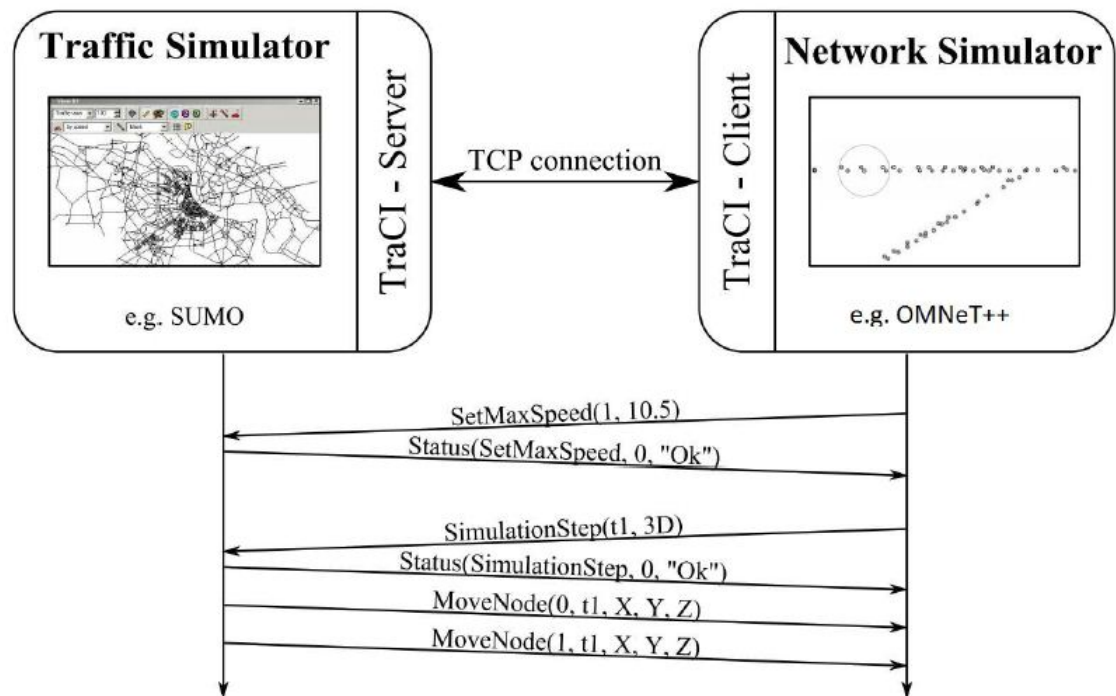 Traffic Simulator
TraCI - Server
e.g. SUMO
TCP connection
Network Simulator
TraCI - Client
e.g. OMNeT++
SetMaxSpeed(1, 10.5)
Status(SetMaxSpeed, 0, "Ok")
SimulationStep(t1, 3D)
Status(SimulationStep, 0, "Ok")
MoveNode(0, t1, X, Y, Z)
MoveNode(1, t1, X, Y, Z)